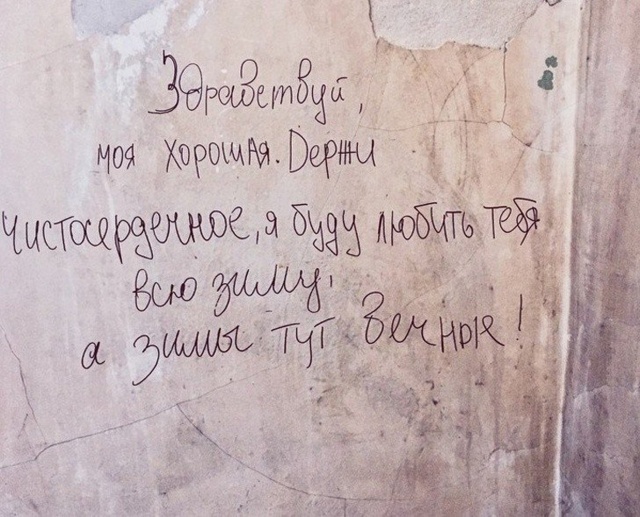 Здравствуй,
моя хорошая. Держи
чистосердечное, я буду любить тебя
всю зиму,
а зимы тут вечные!